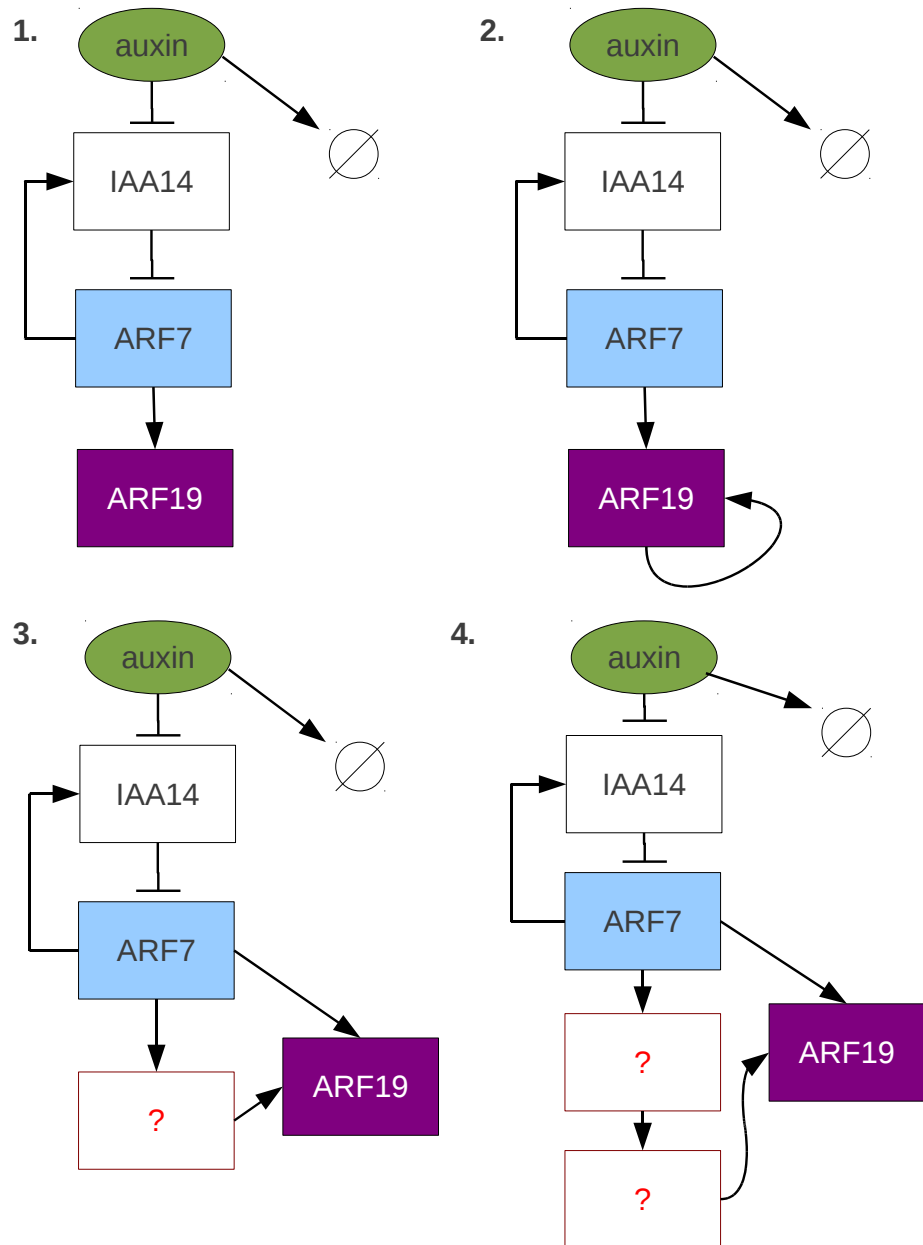 1.
auxin
IAA14
ARF7
ARF19
2.
auxin
IAA14
ARF7
ARF19
3.
auxin
IAA14
ARF7
?
ARF19
4.
auxin
IAA14
ARF7
?
ARF19
?